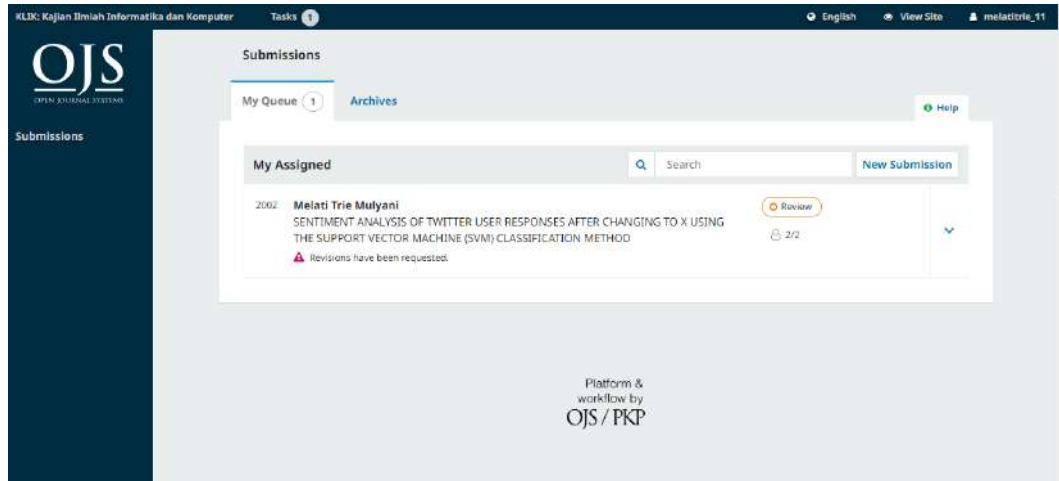 KLIK: Kajian Ilmiah Informatika dan Komputer Tasks 1 English View Site melatitrie_11
OJS
OPEN JOURNAL SYSTEMS
Submissions
Submissions
My Queue 1 Archives
Help
My Assigned Search New Submission
2002 Melati Trie Mulyani Review
SENTIMENT ANALYSIS OF TWITTER USER RESPONSES AFTER CHANGING TO X USING
THE SUPPORT VECTOR MACHINE (SVM) CLASSIFICATION METHOD 2/2
Revisions have been requested.
Platform &
workflow by
OJS / PKP